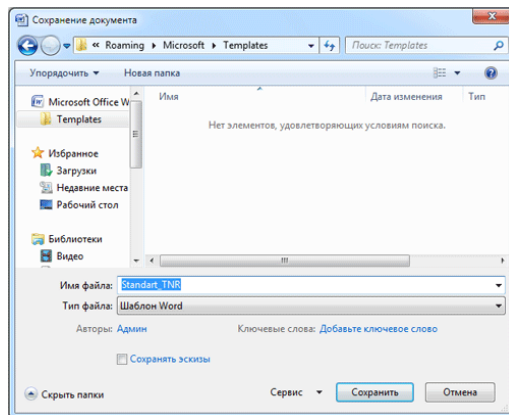 Сохранение документа
« Roaming Microsoft Templates Поиск: Templates
Упорядочить Новая папка
Microsoft Office W
Templates
Избранное
Загрузки
Недавние места
Рабочий стол
Библиотеки
Видео
Имя Дата изменения Тип
Нет элементов, удовлетворяющих условиям поиска.
Имя файла: Standart_TNR
Тип файла: Шаблон Word
Авторы: Админ Ключевые слова: Добавьте ключевое слово
Сохранять эскизы
Скрыть папки Сервис Сохранить Отмена